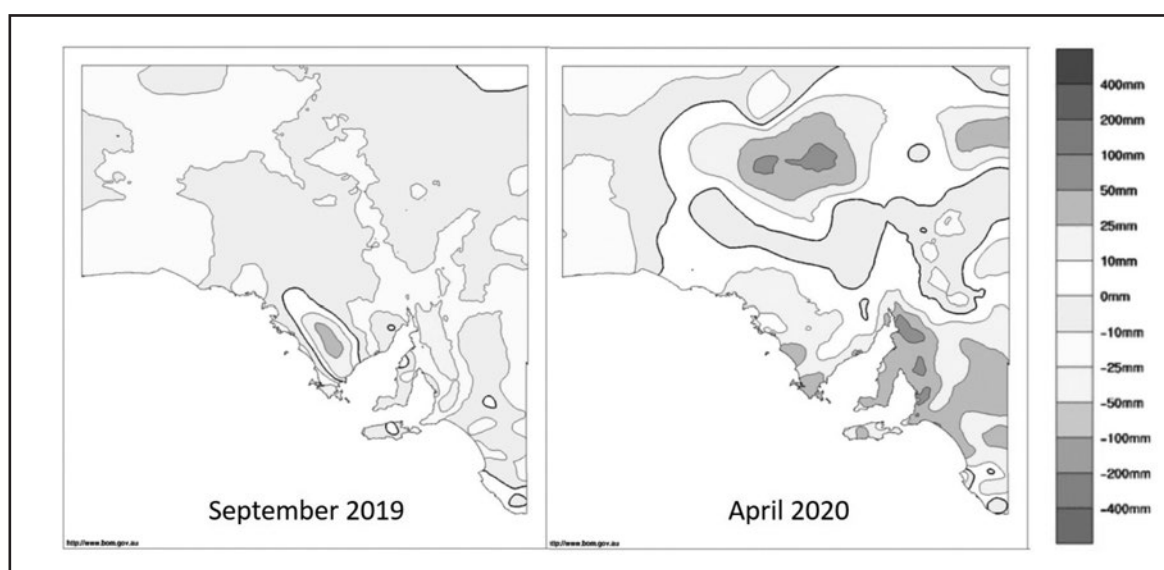 400mm
200mm
100mm
50mm
25mm
10mm
0mm
-10mm
-25mm
-50mm
-100mm
-200mm
-400mm
September 2019
April 2020
http://www.bom.gov.au
ttp://www.bom.gov.au